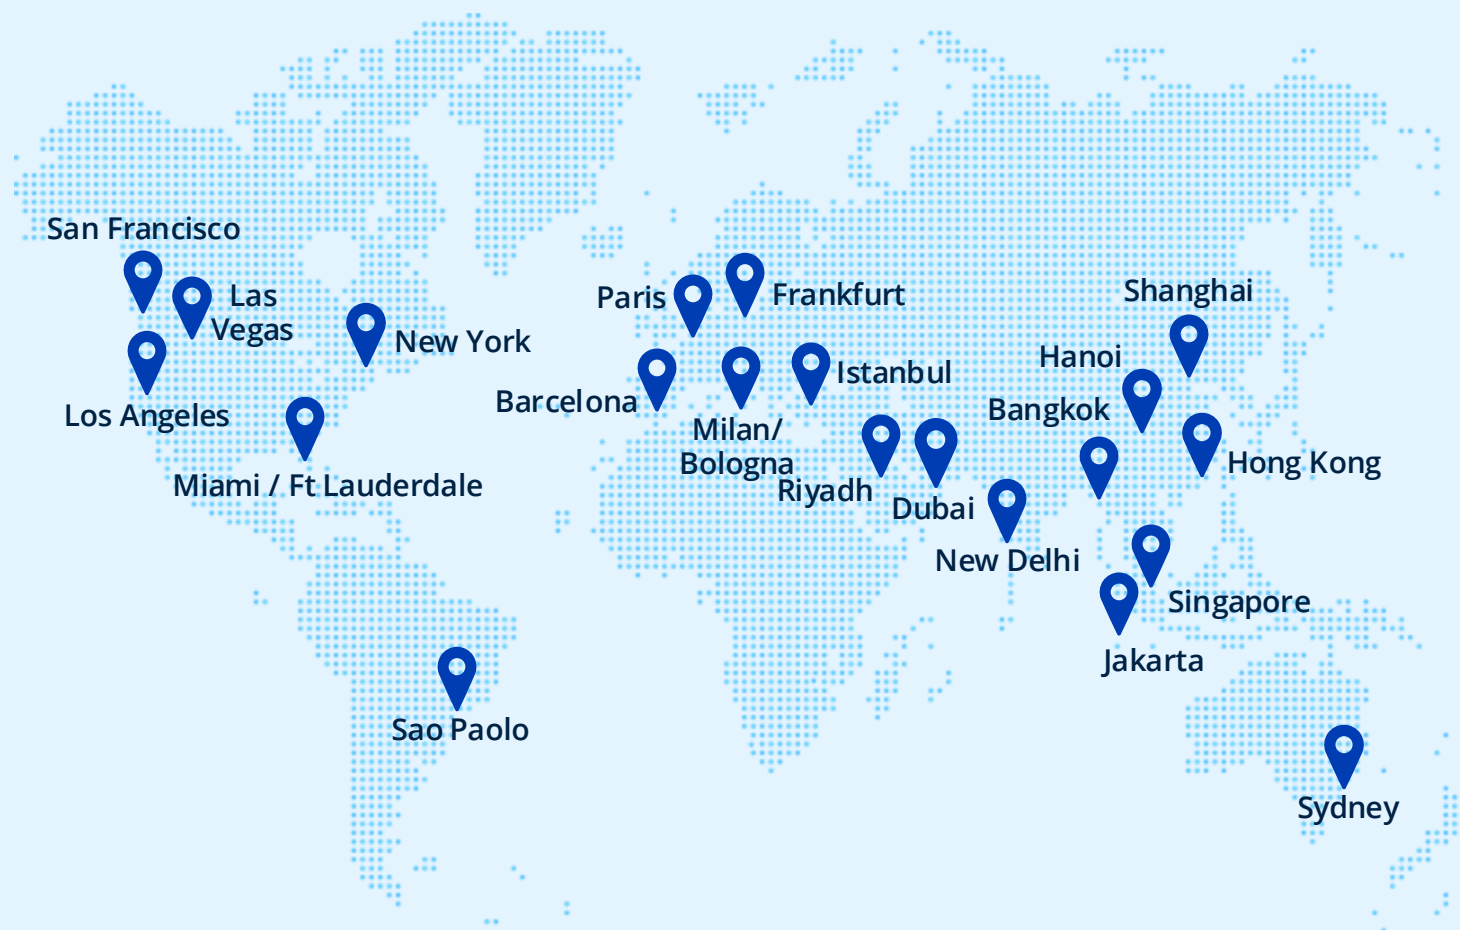 San Francisco
Las
Vegas
New York
Los Angeles
Miami / Ft Lauderdale
Sao Paolo
Paris
Frankfurt
Barcelona
Milan/
Bologna
Istanbul
Riyadh
Dubai
New Delhi
Shanghai
Hanoi
Bangkok
Hong Kong
Singapore
Jakarta
Sydney